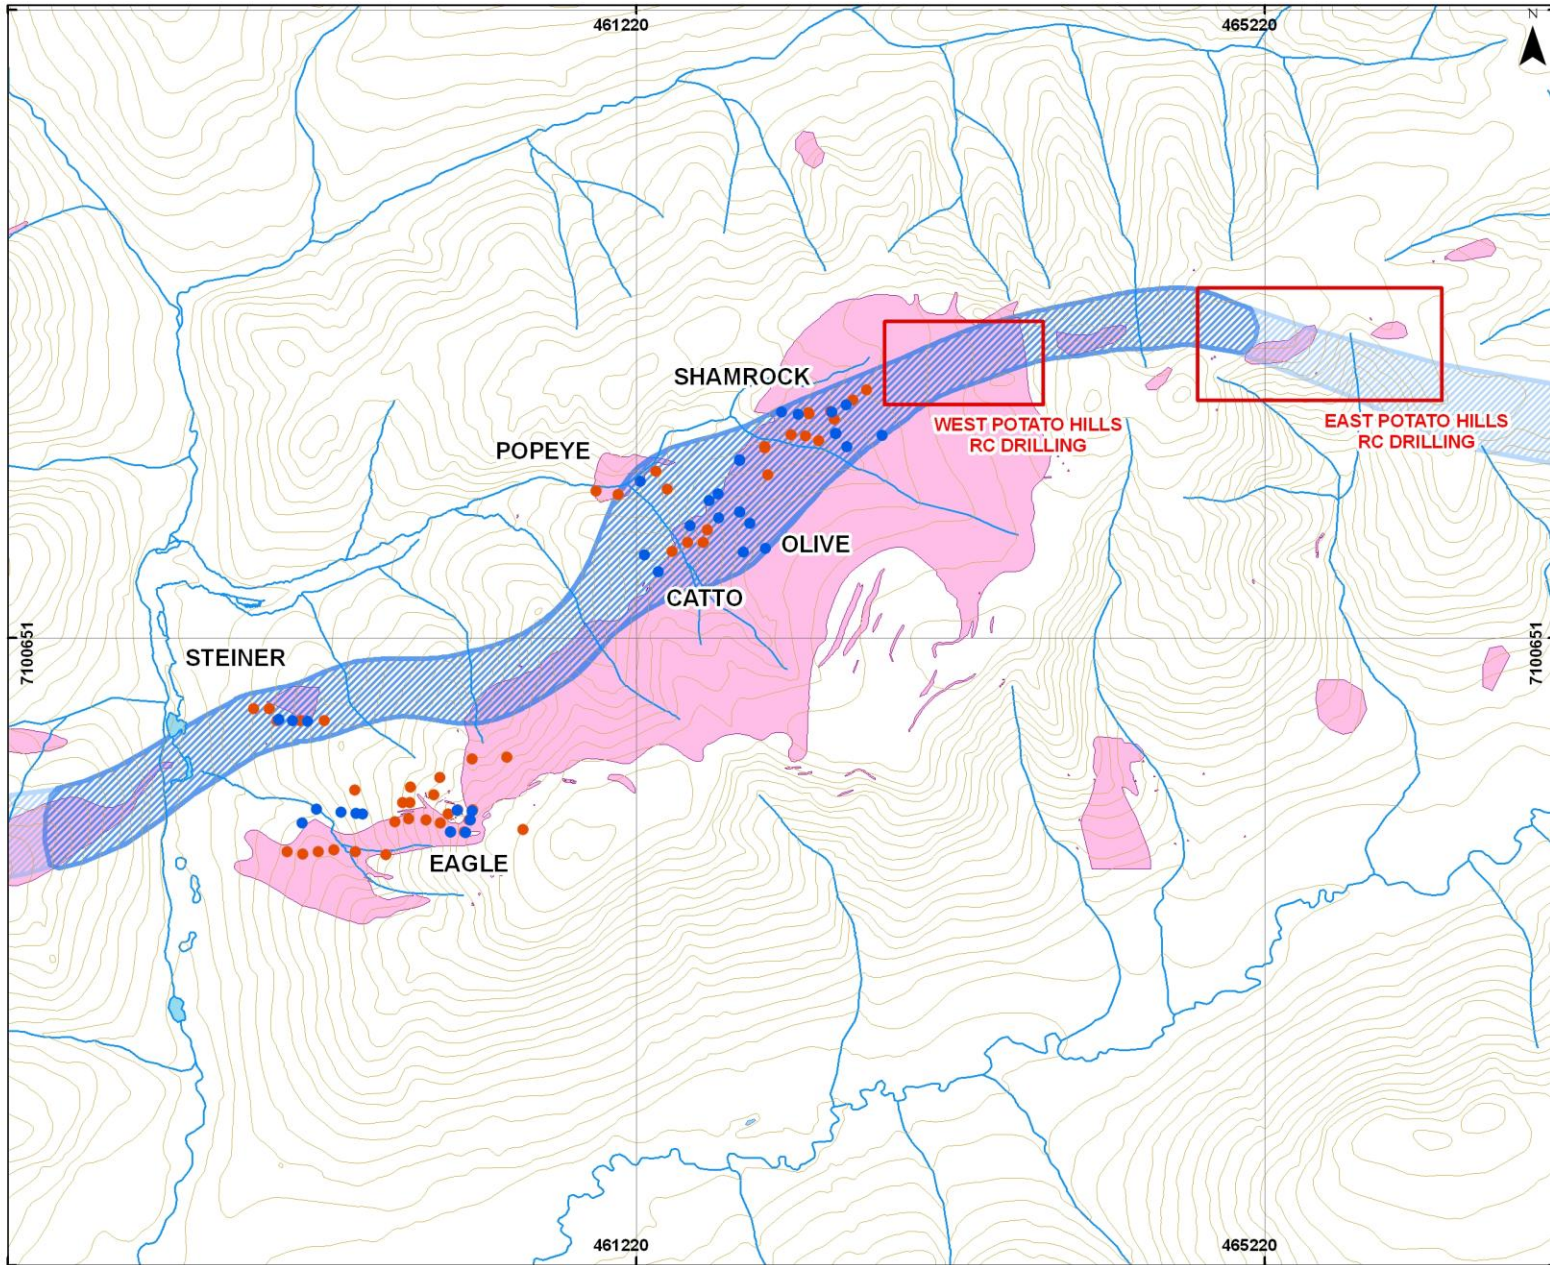 461220
465220
N
SHAMROCK
WEST POTATO HILLS
RC DRILLING
EAST POTATO HILLS
RC DRILLING
POPEYE
OLIVE
CATTO
7100651
7100651
STEINER
EAGLE
461220
465220